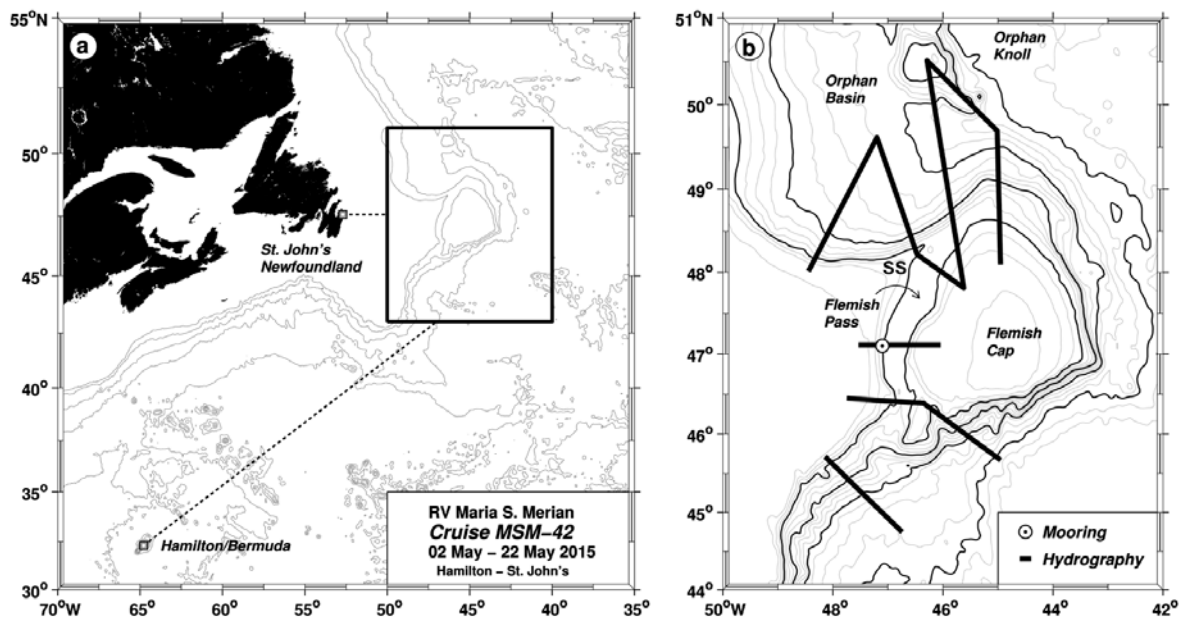 a
55°N
50°
45°
40°
35°
30°
70°W
65°
60°
55°
50°
45°
40°
35°
St. John's
Newfoundland
Hamilton/Bermuda
RV Maria S. Merian
Cruise MSM−42
02 May − 22 May 2015
Hamilton − St. John's
b
51°N
50°
49°
48°
47°
46°
45°
44°
50°W
48°
46°
44°
42°
Orphan
Knoll
Orphan
Basin
SS
Flemish
Pass
Flemish
Cap
Mooring
Hydrography